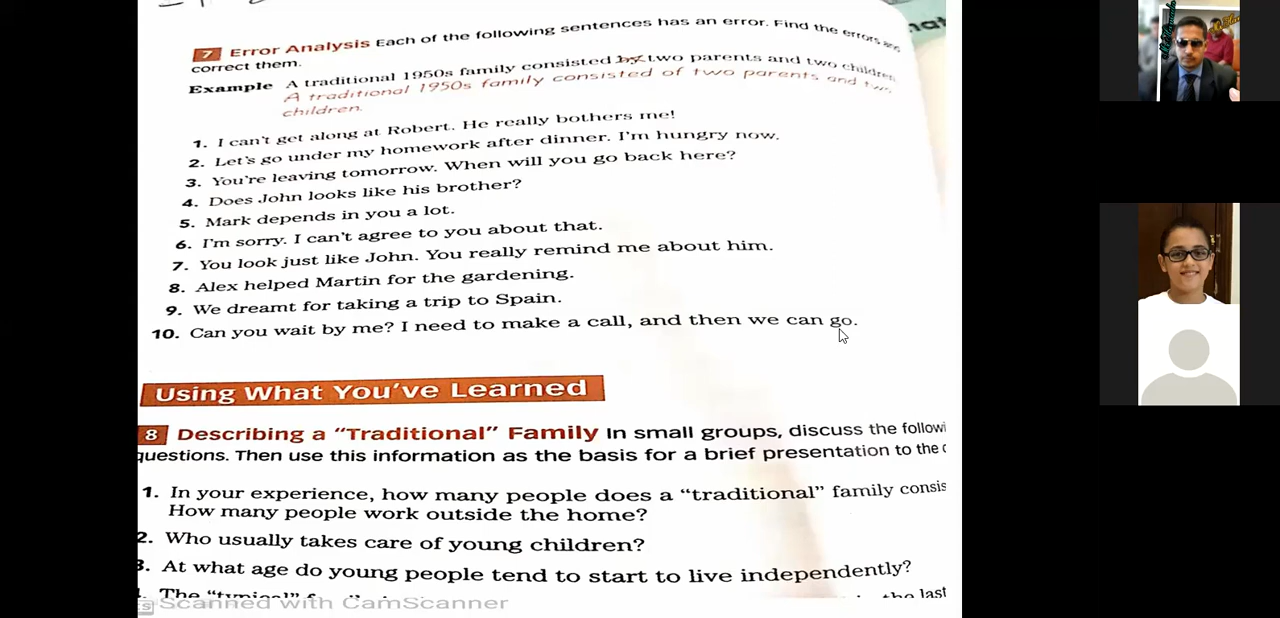 7 Error Analysis Each of the following sentences has an error. Find the errors and
correct them.
Example A traditional 1950s family consisted by two parents and two children.
A traditional 1950s family consisted of two parents and two
children.
1. I can't get along at Robert. He really bothers me!
2. Let's go under my homework after dinner. I'm hungry now.
3. You're leaving tomorrow. When will you go back here?
4. Does John looks like his brother?
5. Mark depends in you a lot.
6. I'm sorry. I can't agree to you about that.
7. You look just like John. You really remind me about him.
8. Alex helped Martin for the gardening.
9. We dreamt for taking a trip to Spain.
10. Can you wait by me? I need to make a call, and then we can go.
Using What You've Learned
8 Describing a "Traditional" Family In small groups, discuss the followi
questions. Then use this information as the basis for a brief presentation to the
1. In your experience, how many people does a "traditional" family consis
How many people work outside the home?
2. Who usually takes care of young children?
3. At what age do young people tend to start to live independently?
The the last
CS Scanned with CamScanner